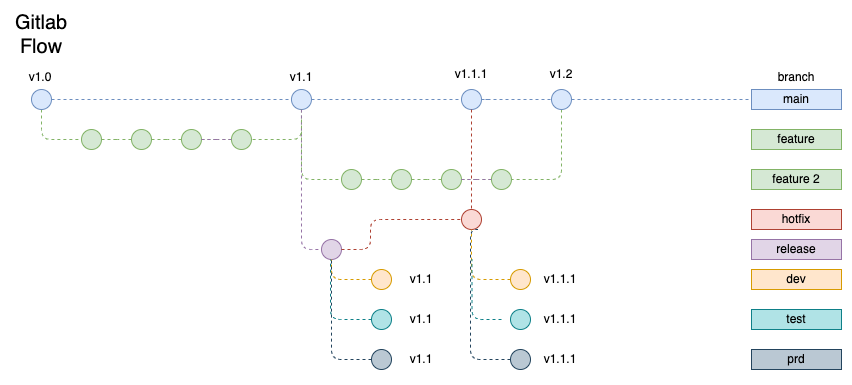 Gitlab
Flow
v1.0
v1.1
v1.1.1
v1.2
branch
main
feature
feature 2
hotfix
release
v1.1
v1.1.1
dev
v1.1
v1.1.1
test
v1.1
v1.1.1
prd